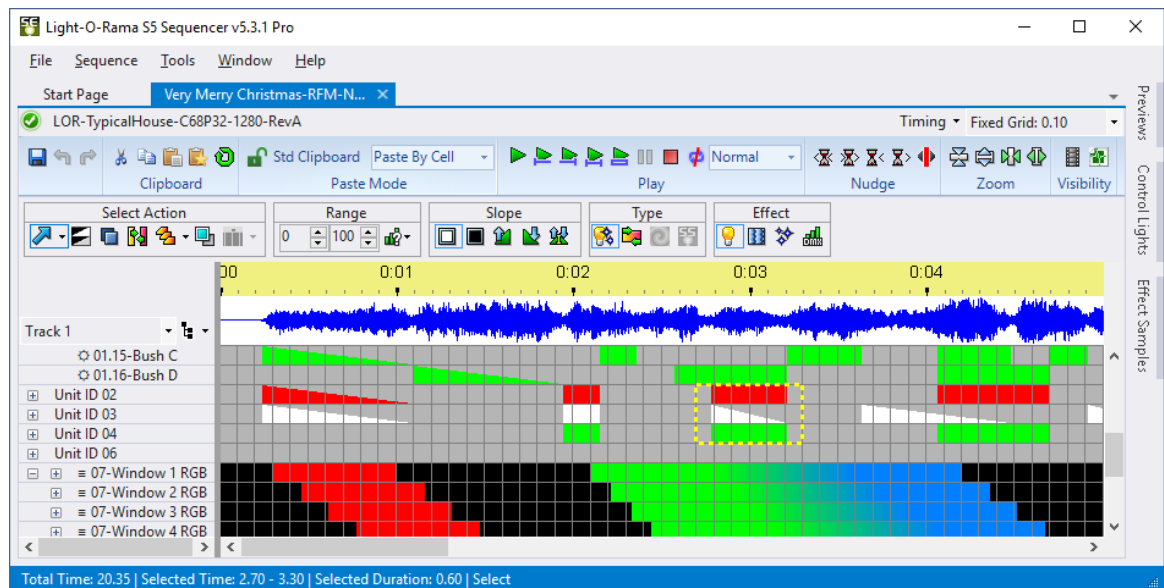 Light-O-Rama S5 Sequencer v5.3.1 Pro
File Sequence Tools Window Help
Start Page Very Merry Christmas-RFM-N...
LOR-TypicalHouse-C68P32-1280-RevA Timing Fixed Grid: 0.10
Std Clipboard Paste By Cell Normal
Clipboard Paste Mode Play Nudge Zoom Visibility
Select Action Range Slope Type Effect
0 100
00 0:01 0:02 0:03 0:04
Track 1
01.15-Bush C
01.16-Bush D
Unit ID 02
Unit ID 03
Unit ID 04
Unit ID 06
07-Window 1 RGB
07-Window 2 RGB
07-Window 3 RGB
07-Window 4 RGB
Total Time: 20.35 | Selected Time: 2.70 - 3.30 | Selected Duration: 0.60 | Select
Previews
Control Lights
Effect Samples